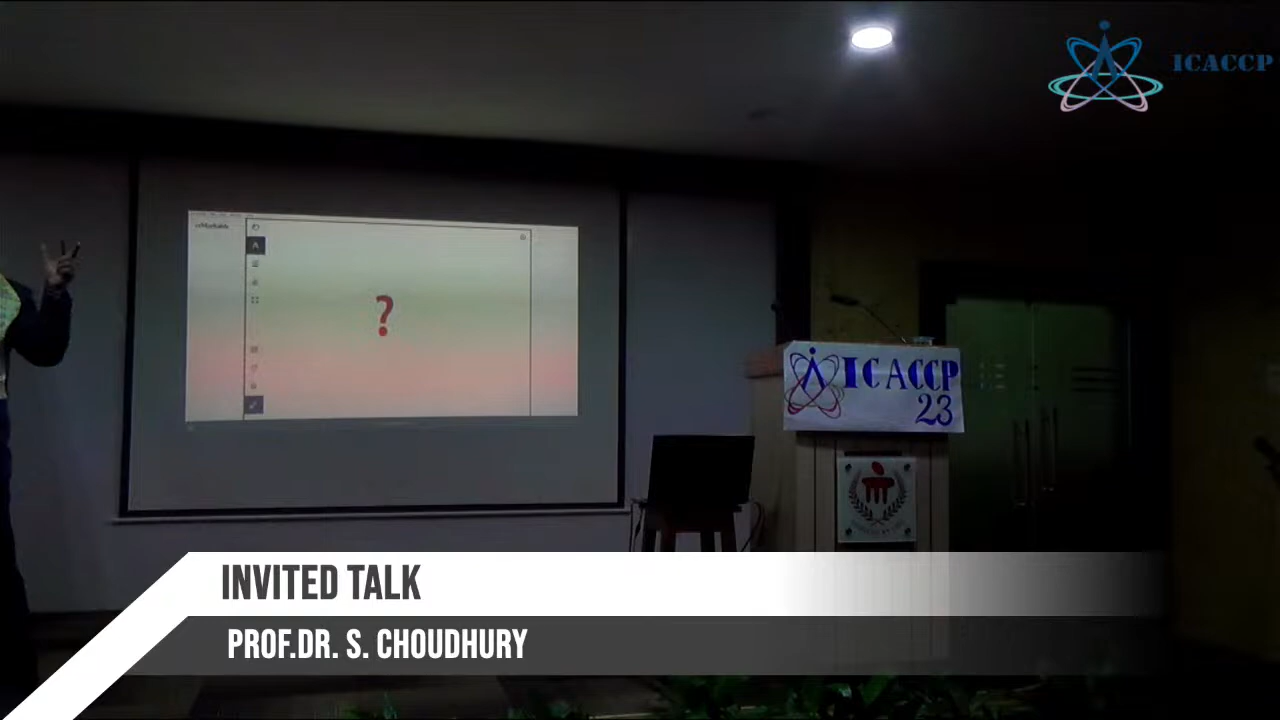 ICACCP
?
ICACCP
23
INVITED TALK
PROF.DR. S. CHOUDHURY